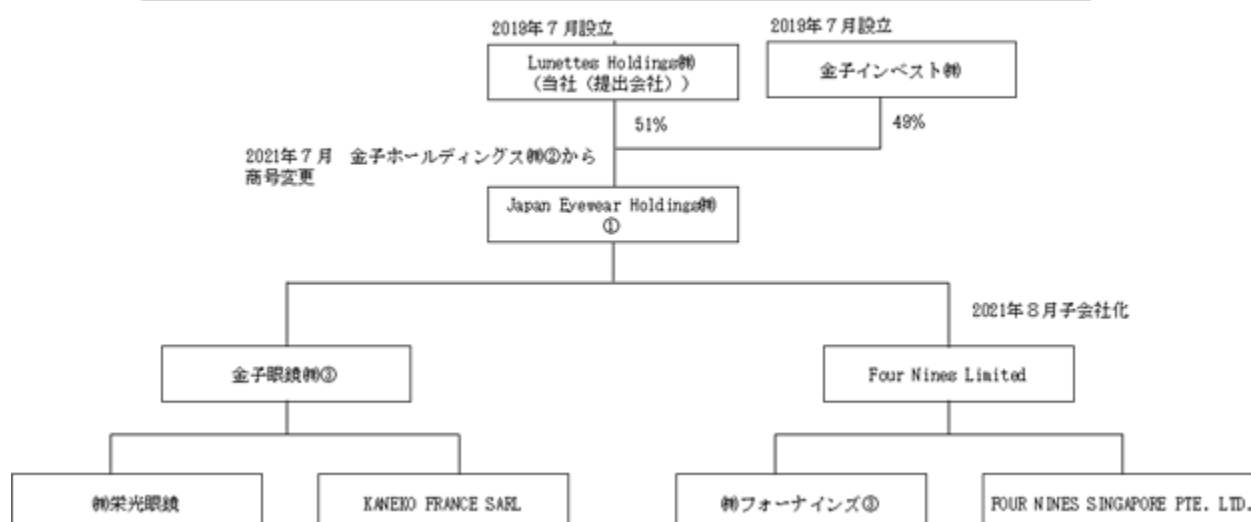 2019年7月設立
2019年7月設立
Lunettes Holdings㈱
(当社(提出会社))
金子インベスト㈱
51%
49%
2021年7月 金子ホールディングス㈱②から
商号変更
Japan Eyewear Holdings㈱
①
2021年8月子会社化
金子眼鏡㈱③
Four Nines Limited
㈱栄光眼鏡
KANEKO FRANCE SARL
㈱フォーナインズ③
FOUR NINES SINGAPORE PTE. LTD.